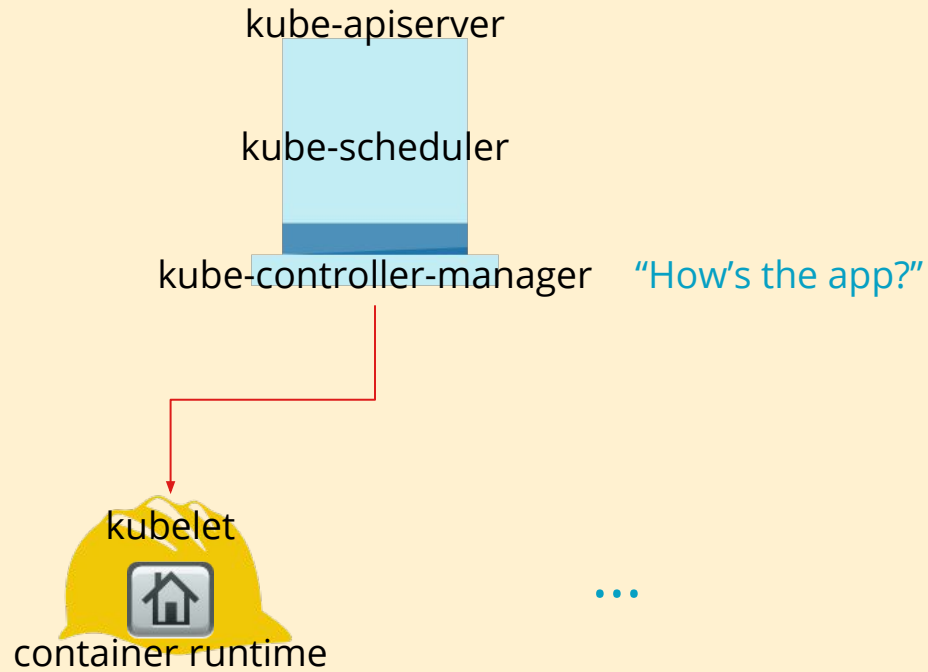 kube-apiserver
kube-scheduler
kube-controller-manager “How’s the app?”
kubelet
...
container runtime